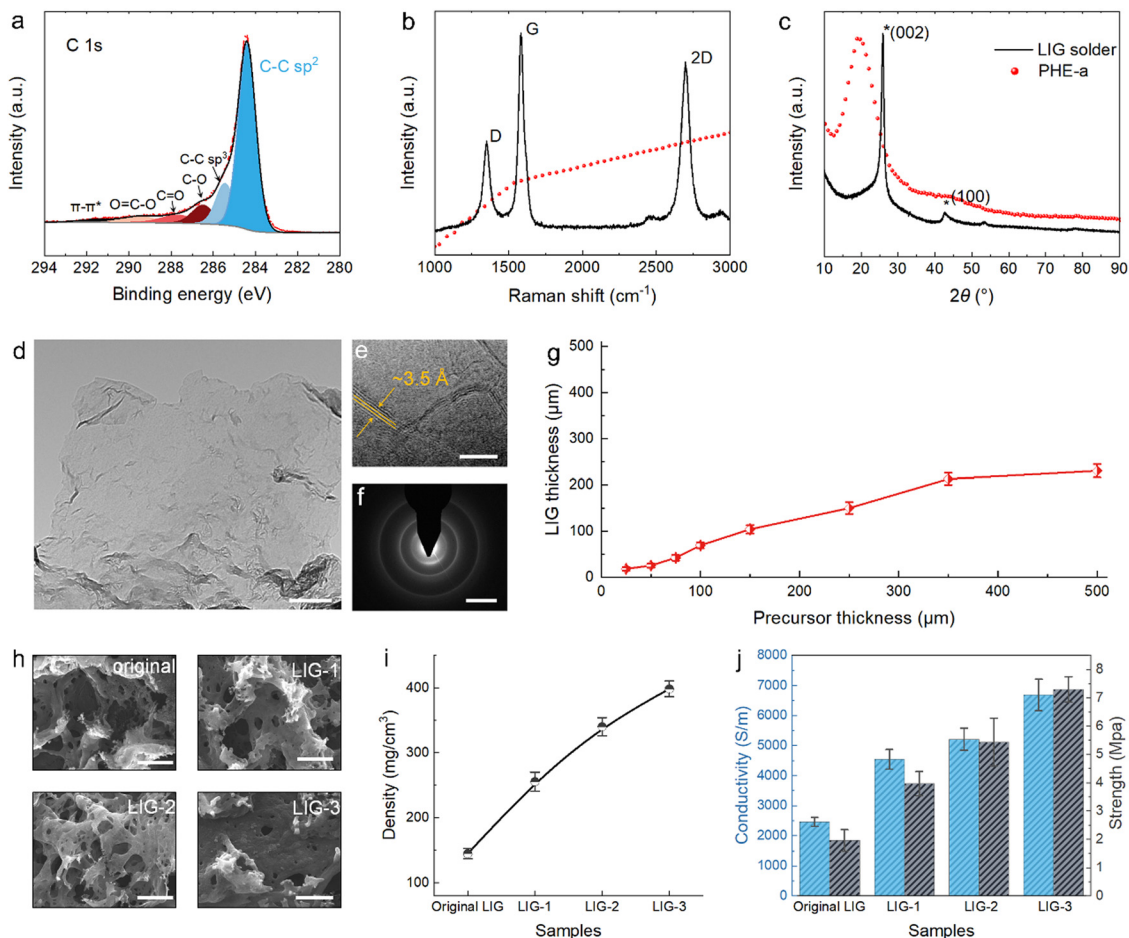 a
C 1s
C-C sp²
C-C sp³
C-O
C=O
O=C-O
π-π*
Intensity (a.u.)
294 292 290 288 286 284 282 280
Binding energy (eV)
b
G
2D
D
Intensity (a.u.)
1000 1500 2000 2500 3000
Raman shift (cm⁻¹)
c
*(002)
LIG solder
PHE-a
*(100)
Intensity (a.u.)
10 20 30 40 50 60 70 80 90
2θ (°)
d
e
~3.5 Å
f
g
500
400
300
200
100
0
LIG thickness (µm)
0 100 200 300 400 500
Precursor thickness (µm)
h
original
LIG-1
LIG-2
LIG-3
i
400
300
200
100
Density (mg/cm³)
Original LIG LIG-1 LIG-2 LIG-3
Samples
j
8000
7000
6000
5000
4000
3000
2000
1000
0
Conductivity (S/m)
8
7
6
5
4
3
2
1
0
Strength (Mpa)
Original LIG LIG-1 LIG-2 LIG-3
Samples